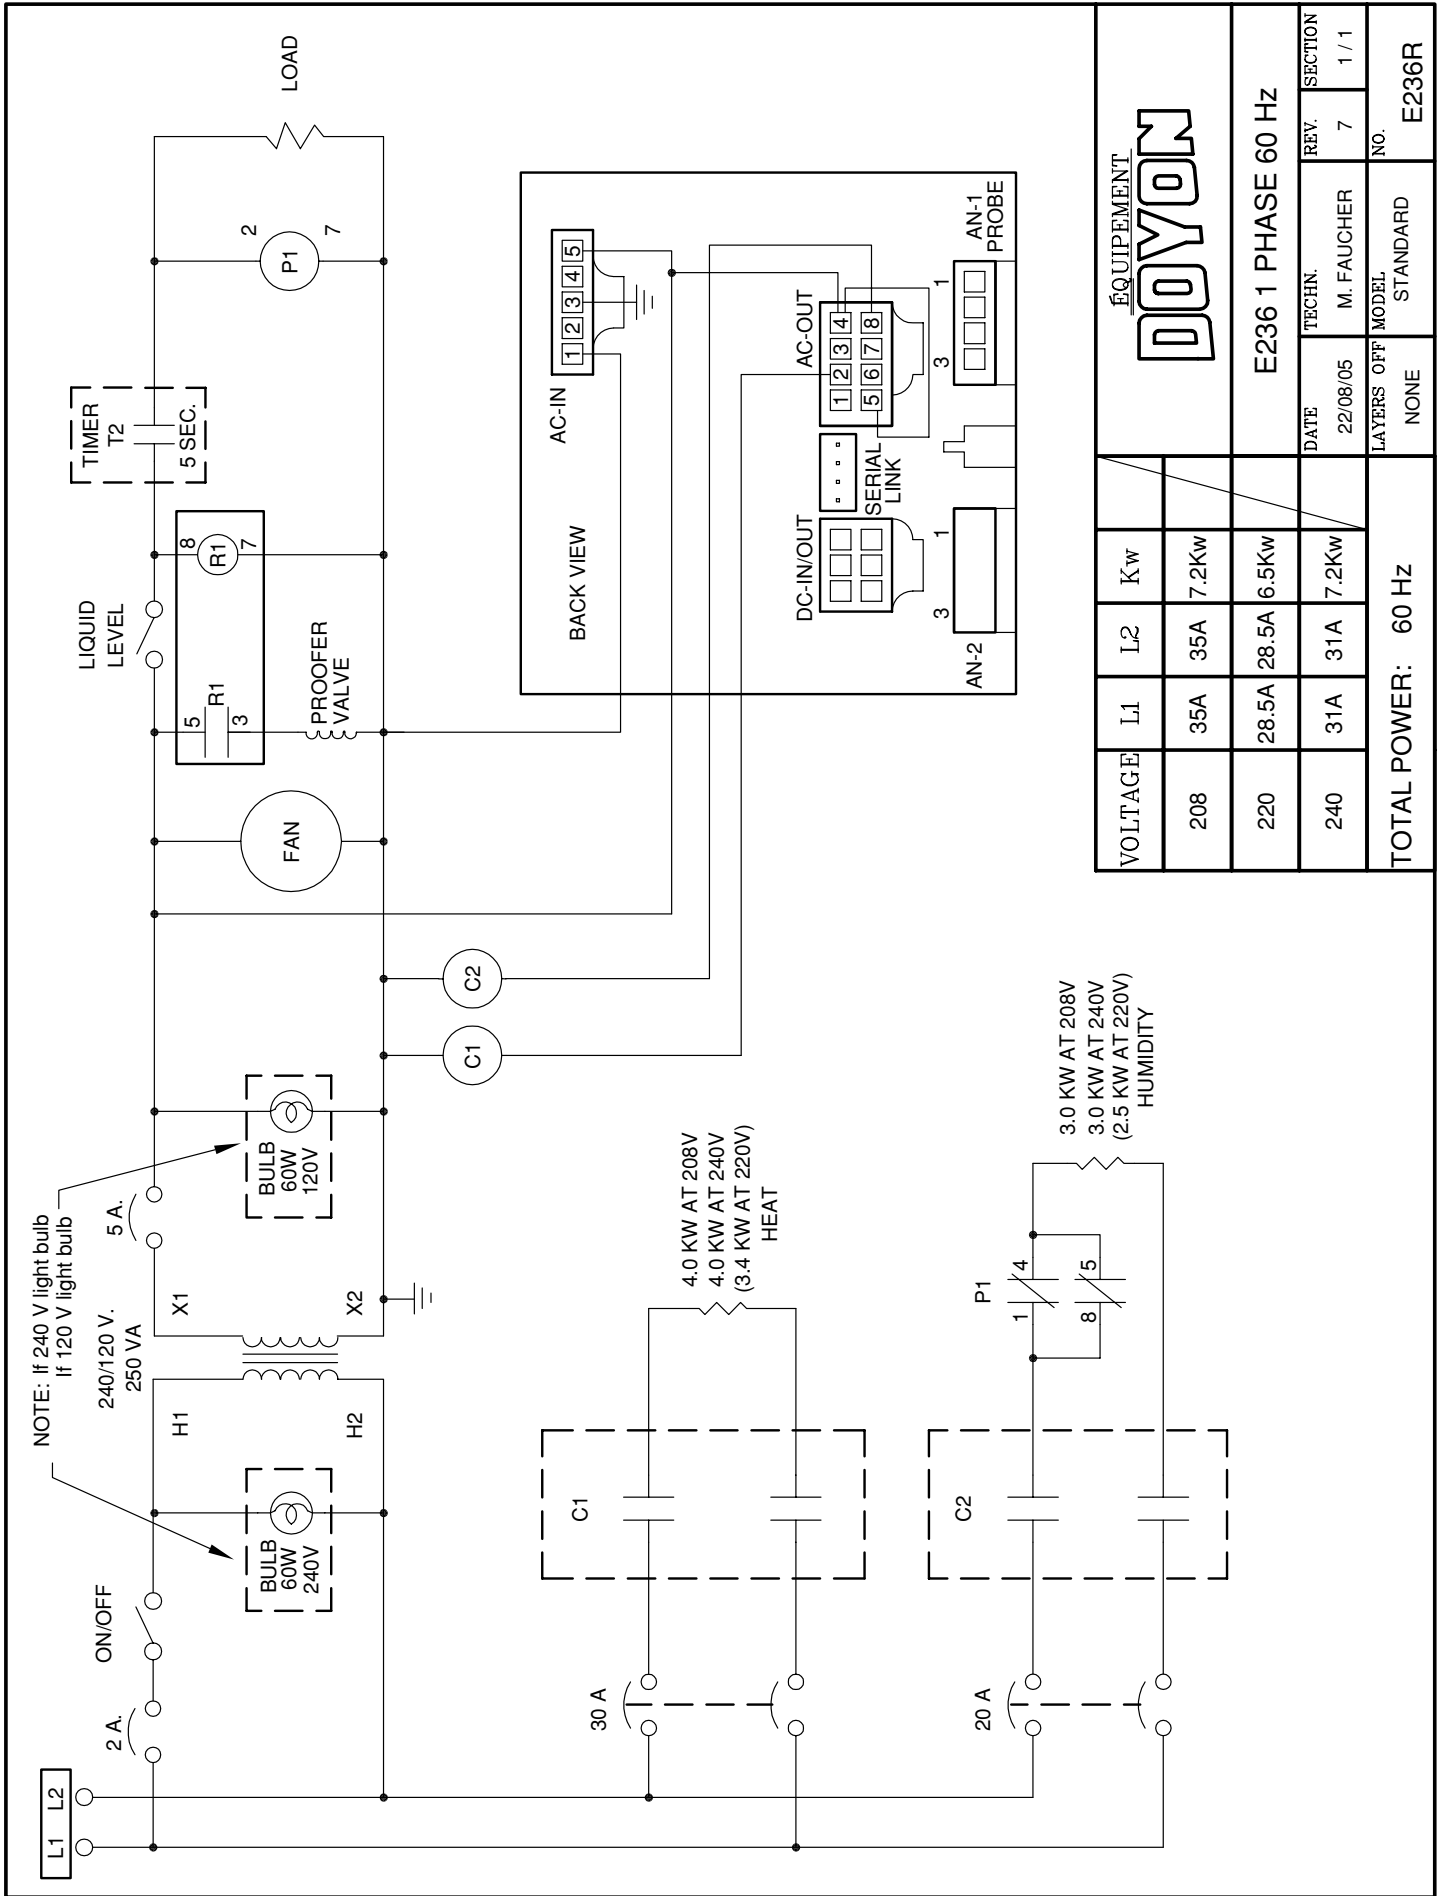 L1 L2
2 A.
ON/OFF
NOTE: If 240 V light bulb
If 120 V light bulb
240/120 V.
250 VA
BULB
60W
240V
H1
H2
X1
X2
5 A.
BULB
60W
120V
C1
C2
FAN
LIQUID
LEVEL
5
R1
3
8
R1
7
PROOFER
VALVE
TIMER
T2
5 SEC.
2
P1
7
LOAD
30 A
C1
4.0 KW AT 208V
4.0 KW AT 240V
(3.4 KW AT 220V)
HEAT
20 A
C2
P1
1 4
8 5
3.0 KW AT 208V
3.0 KW AT 240V
(2.5 KW AT 220V)
HUMIDITY
BACK VIEW
AC-IN
1 2 3 4 5
DC-IN/OUT
SERIAL
LINK
AC-OUT
1 2 3 4
5 6 7 8
AN-2
3 1
3 1
AN-1
PROBE
VOLTAGE L1 L2 Kw
208 35A 35A 7.2Kw
220 28.5A 28.5A 6.5Kw
240 31A 31A 7.2Kw
TOTAL POWER: 60 Hz
ÉQUIPEMENT
DOYON
E236 1 PHASE 60 Hz
DATE TECHN. REV. SECTION
22/08/05 M. FAUCHER 7 1 / 1
LAYERS OFF MODEL NO.
NONE STANDARD E236R